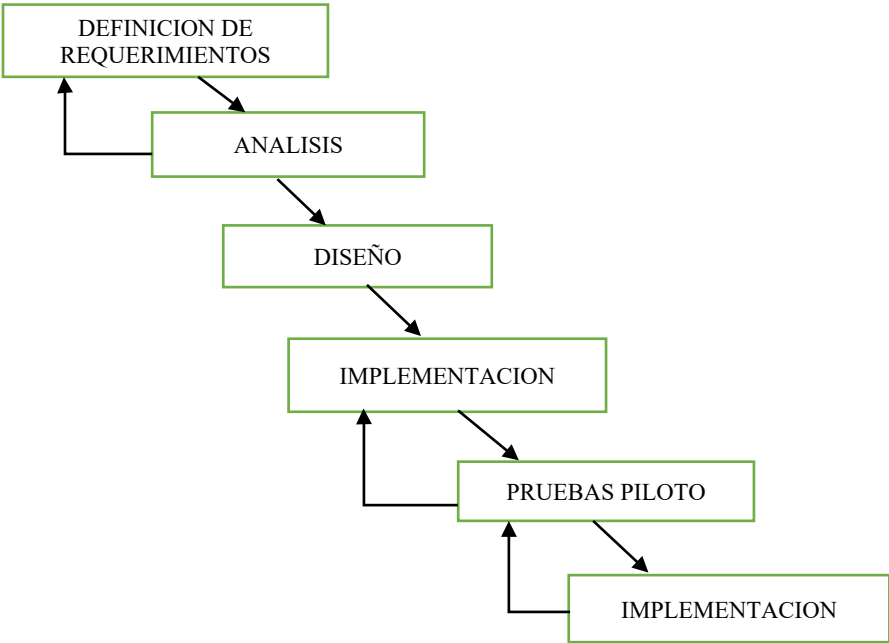 DEFINICION DE
REQUERIMIENTOS
ANALISIS
DISEÑO
IMPLEMENTACION
PRUEBAS PILOTO
IMPLEMENTACION